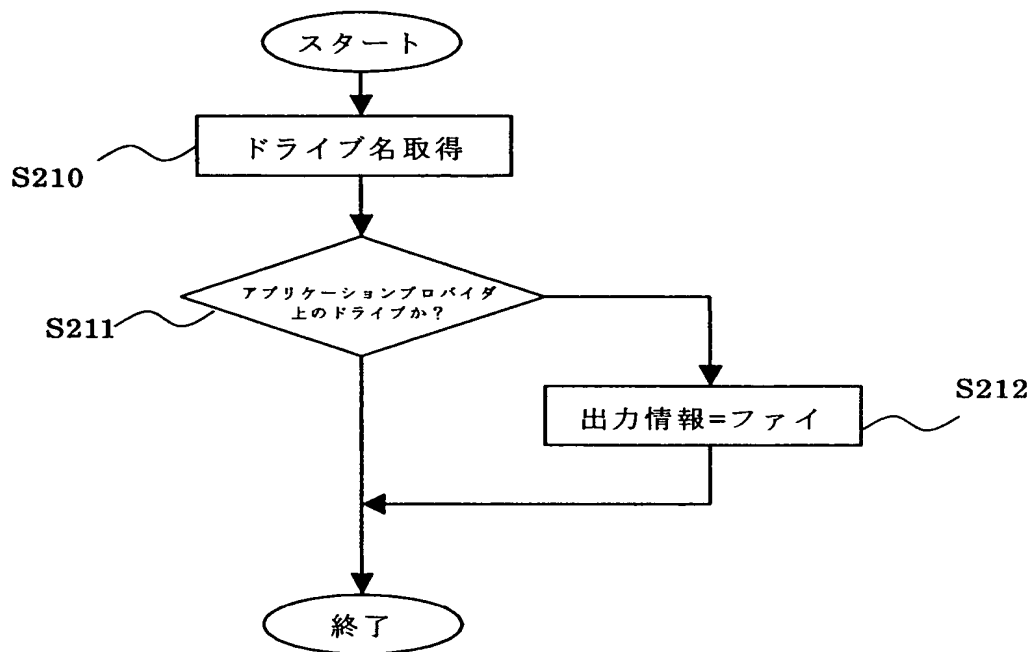 スタート
ドライブ名取得
S210
アプリケーションプロバイダ
上のドライブか?
S211
S212
出力情報=ファイ
終了